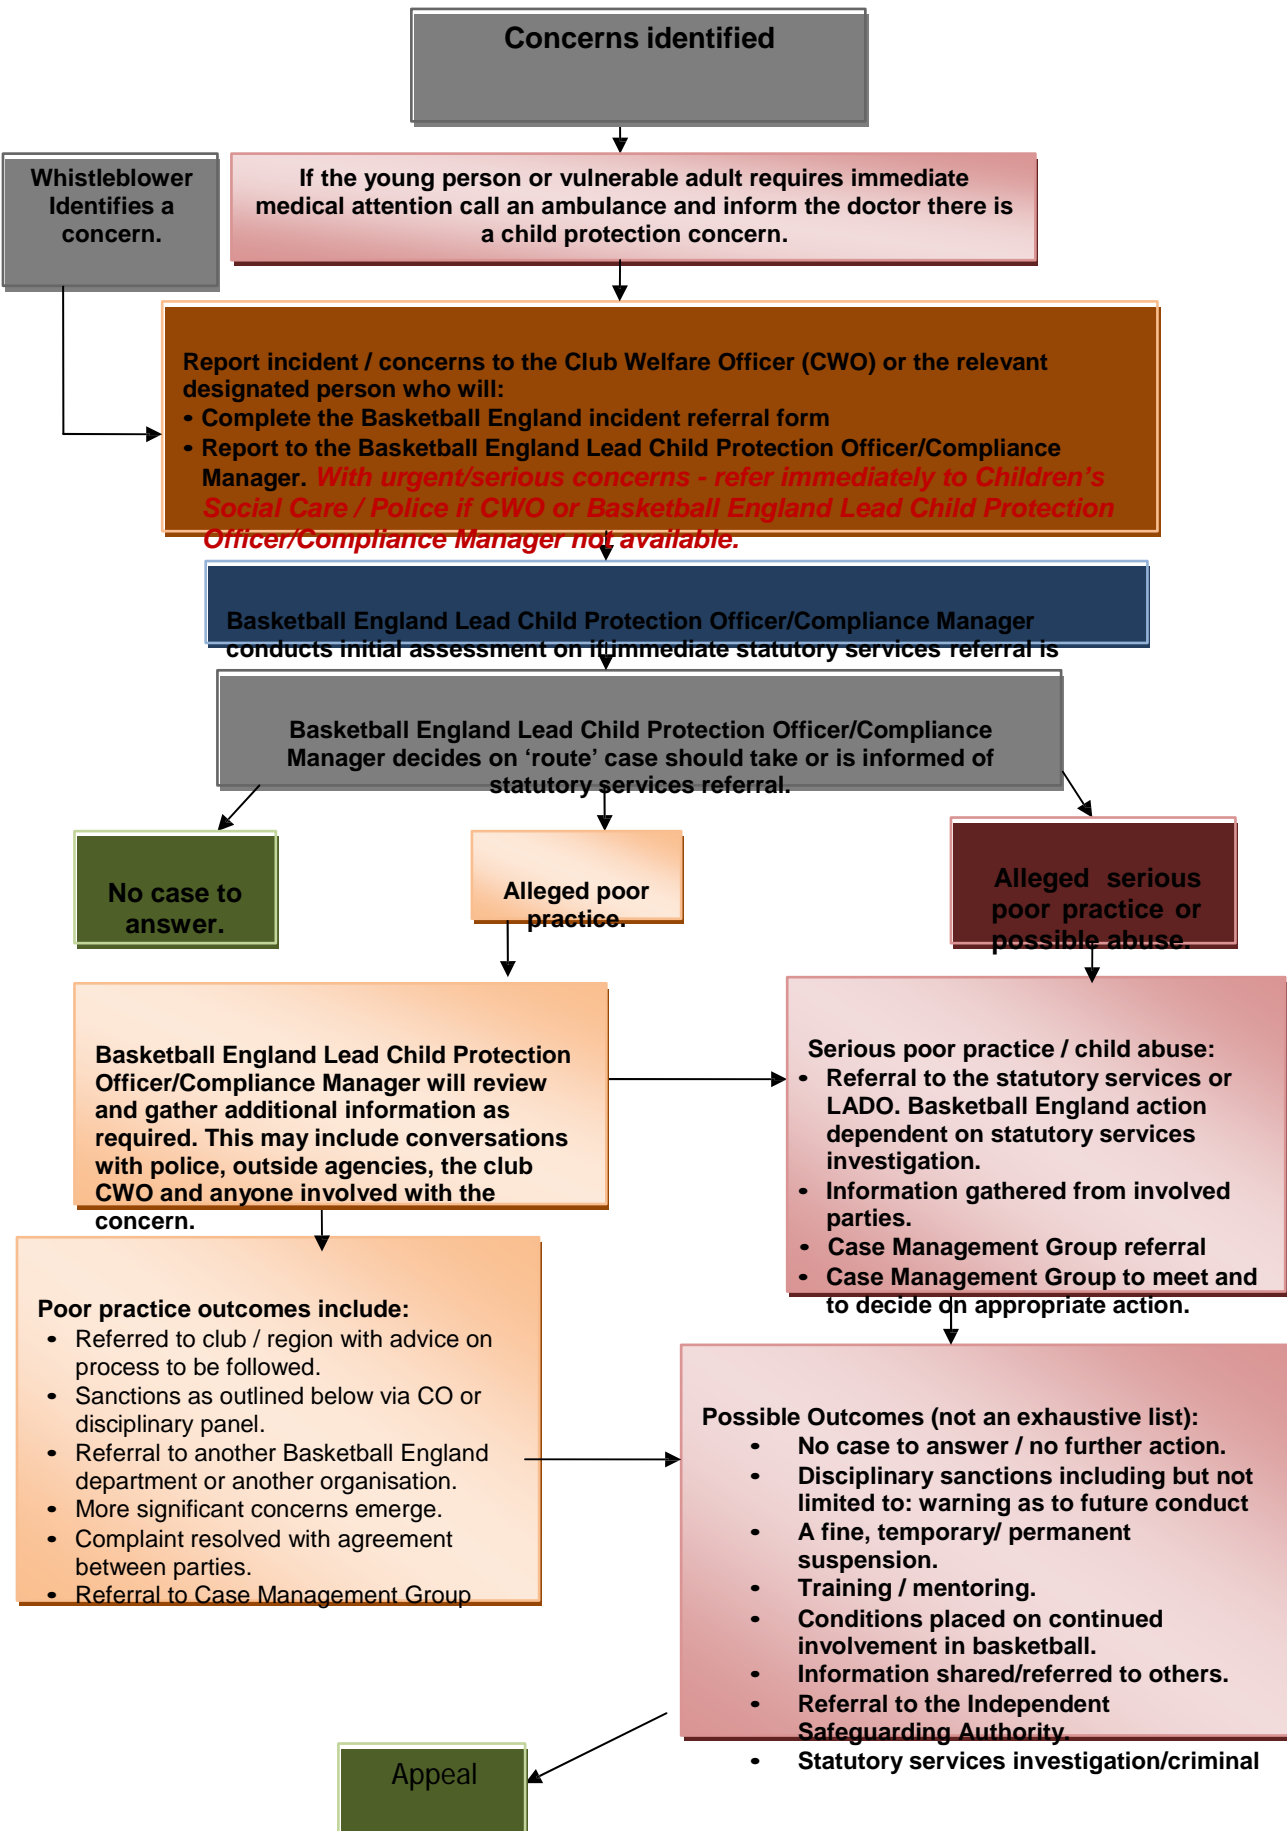 Concerns identified
Whistleblower
Identifies a
concern.
If the young person or vulnerable adult requires immediate
medical attention call an ambulance and inform the doctor there is
a child protection concern.
Report incident / concerns to the Club Welfare Officer (CWO) or the relevant
designated person who will:
• Complete the Basketball England incident referral form
• Report to the Basketball England Lead Child Protection Officer/Compliance
Manager. With urgent/serious concerns - refer immediately to Children's
Social Care / Police if CWO or Basketball England Lead Child Protection
Officer/Compliance Manager not available.
Basketball England Lead Child Protection Officer/Compliance Manager
conducts initial assessment on if immediate statutory services referral is
Basketball England Lead Child Protection Officer/Compliance
Manager decides on ‘route’ case should take or is informed of
statutory services referral.
No case to
answer.
Alleged poor
practice.
Alleged serious
poor practice or
possible abuse.
Basketball England Lead Child Protection
Officer/Compliance Manager will review
and gather additional information as
required. This may include conversations
with police, outside agencies, the club
CWO and anyone involved with the
concern.
Serious poor practice / child abuse:
• Referral to the statutory services or
LADO. Basketball England action
dependent on statutory services
investigation.
• Information gathered from involved
parties.
• Case Management Group referral
• Case Management Group to meet and
to decide on appropriate action.
Poor practice outcomes include:
• Referred to club / region with advice on
process to be followed.
• Sanctions as outlined below via CO or
disciplinary panel.
• Referral to another Basketball England
department or another organisation.
• More significant concerns emerge.
• Complaint resolved with agreement
between parties.
• Referral to Case Management Group
Possible Outcomes (not an exhaustive list):
• No case to answer / no further action.
• Disciplinary sanctions including but not
limited to: warning as to future conduct
• A fine, temporary/ permanent
suspension.
• Training / mentoring.
• Conditions placed on continued
involvement in basketball.
• Information shared/referred to others.
• Referral to the Independent
Safeguarding Authority.
• Statutory services investigation/criminal
Appeal